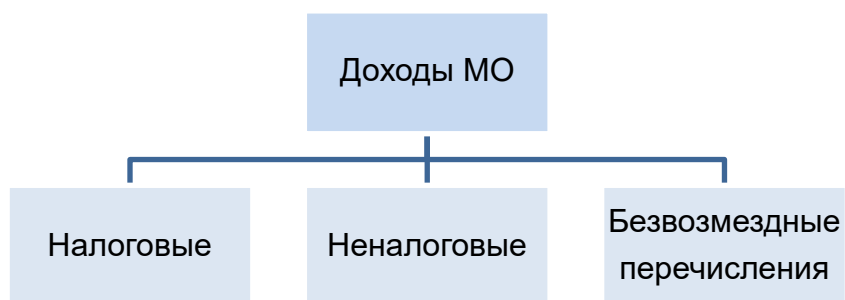 Доходы МО
Налоговые
Неналоговые
Безвозмездные
перечисления